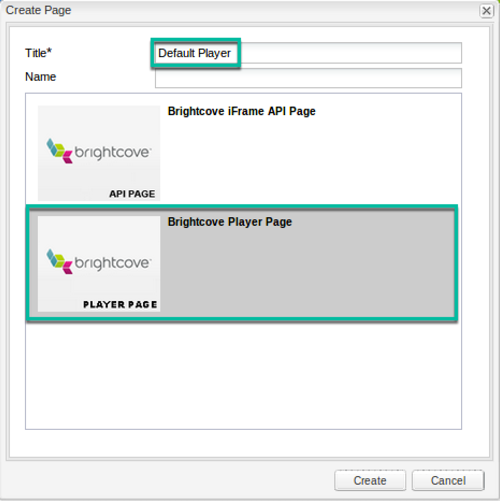 Create Page
Title*
Default Player
Name
brightcove
API PAGE
Brightcove iFrame API Page
brightcove
PLAYER PAGE
Brightcove Player Page
Create
Cancel